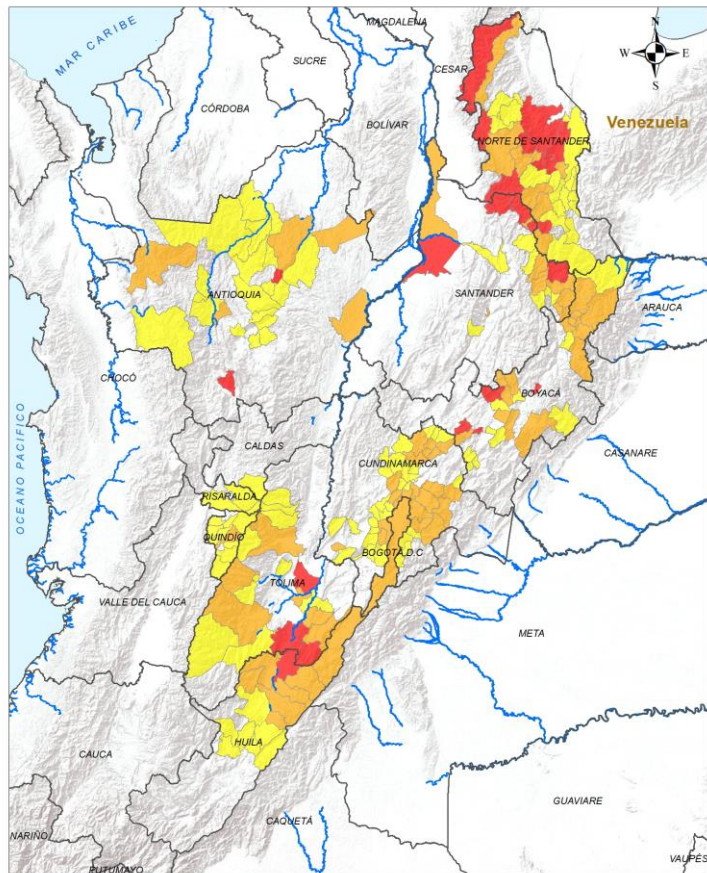 MAGDALENA
N
W E
S
MAR CARIBE
SUCRE
CESAR
CÓRDOBA
BOLÍVAR
Venezuela
NORTE DE SANTANDER
ANTIOQUIA
SANTANDER
ARAUCA
CHOCÓ
BOYACÁ
CALDAS
CUNDINAMARCA
CASANARE
OCEANO PACIFICO
RISARALDA
QUINDÍO
BOGOTÁ, D.C
TOLIMA
VALLE DEL CAUCA
META
HUILA
CAUCA
GUAVIARE
NARIÑO
CAQUETÁ
VAUPÉS
PUTUMAYO